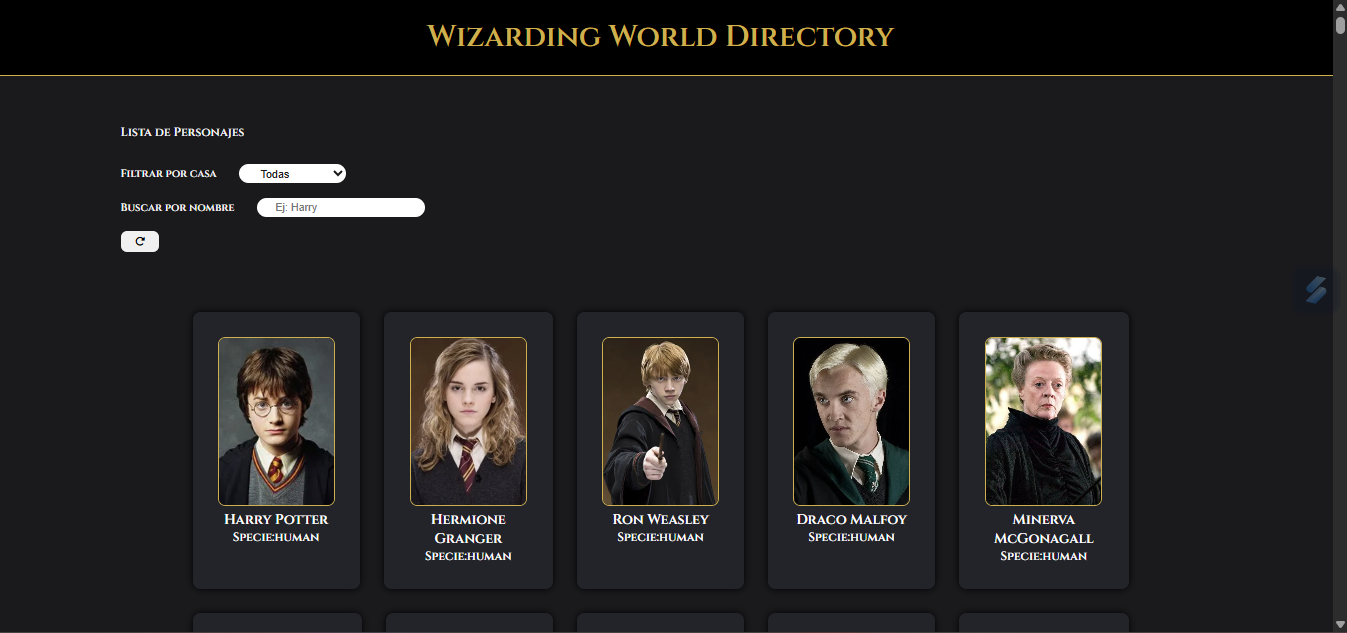 Wizarding World Directory
Lista de Personajes
Filtrar por casa
Todas
Buscar por nombre
Ej: Harry
Harry Potter
Specie:human
Hermione
Granger
Specie:human
Ron Weasley
Specie:human
Draco Malfoy
Specie:human
Minerva
McGonagall
Specie:human